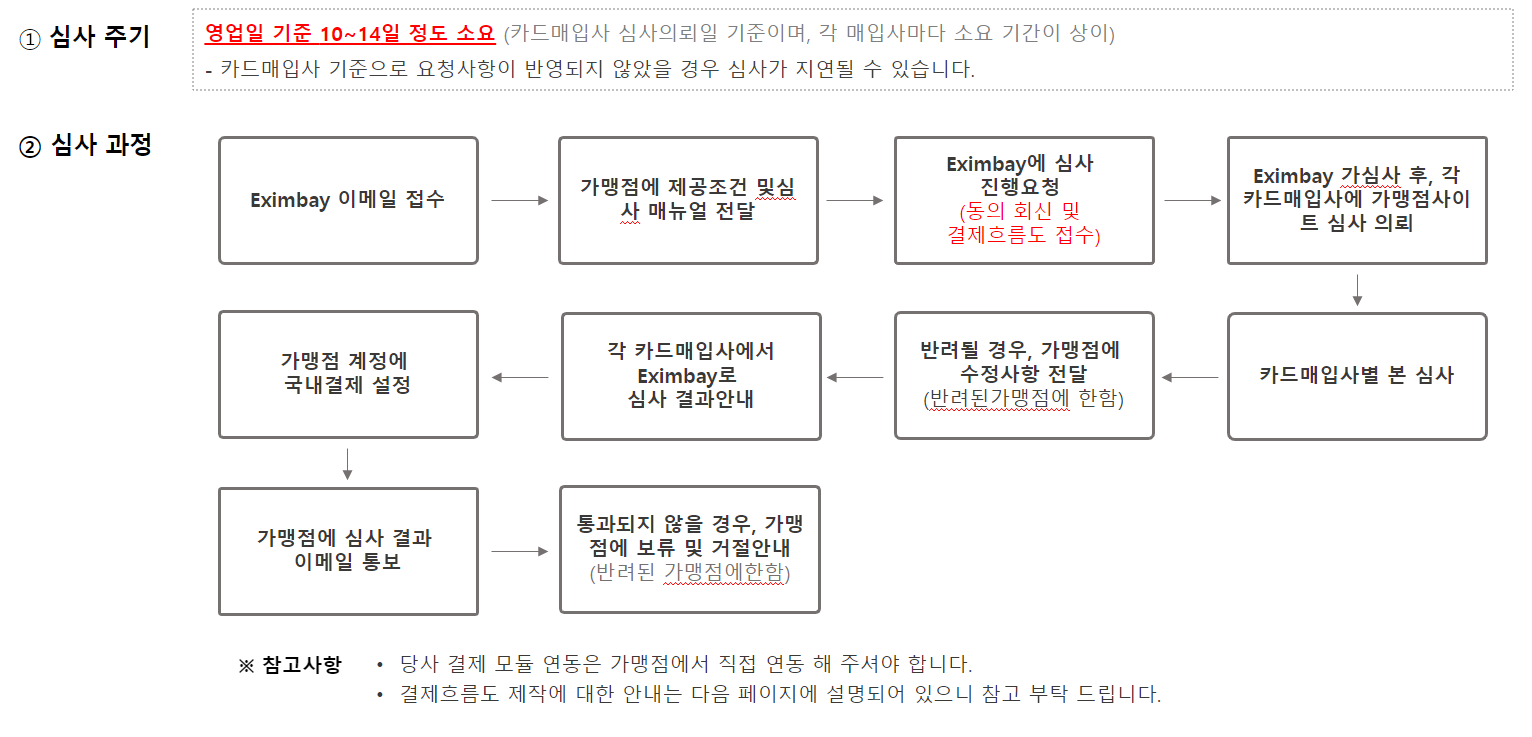 ① 심사 주기
영업일 기준 10~14일 정도 소요 (카드매입사 심사의뢰일 기준이며, 각 매입사마다 소요 기간이 상이)
- 카드매입사 기준으로 요청사항이 반영되지 않았을 경우 심사가 지연될 수 있습니다.
② 심사 과정
Eximbay 이메일 접수
가맹점에 제공조건 및심
사 매뉴얼 전달
Eximbay에 심사
진행요청
(동의 회신 및
결제흐름도 접수)
Eximbay 가심사 후, 각
카드매입사에 가맹점사이
트 심사 의뢰
카드매입사별 본 심사
반려될 경우, 가맹점에
수정사항 전달
(반려된가맹점에 한함)
각 카드매입사에서
Eximbay로
심사 결과안내
가맹점 계정에
국내결제 설정
가맹점에 심사 결과
이메일 통보
통과되지 않을 경우, 가맹
점에 보류 및 거절안내
(반려된 가맹점에한함)
※ 참고사항
• 당사 결제 모듈 연동은 가맹점에서 직접 연동 해 주셔야 합니다.
• 결제흐름도 제작에 대한 안내는 다음 페이지에 설명되어 있으니 참고 부탁 드립니다.